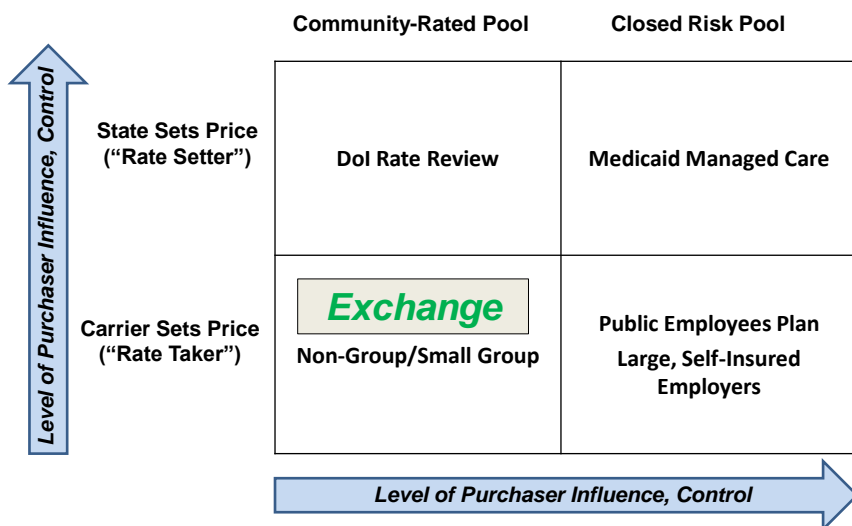 Community-Rated Pool
Closed Risk Pool
Level of Purchaser Influence, Control
State Sets Price
(“Rate Setter”)
DoI Rate Review
Medicaid Managed Care
Carrier Sets Price
(“Rate Taker”)
Exchange
Non-Group/Small Group
Public Employees Plan
Large, Self-Insured
Employers
Level of Purchaser Influence, Control